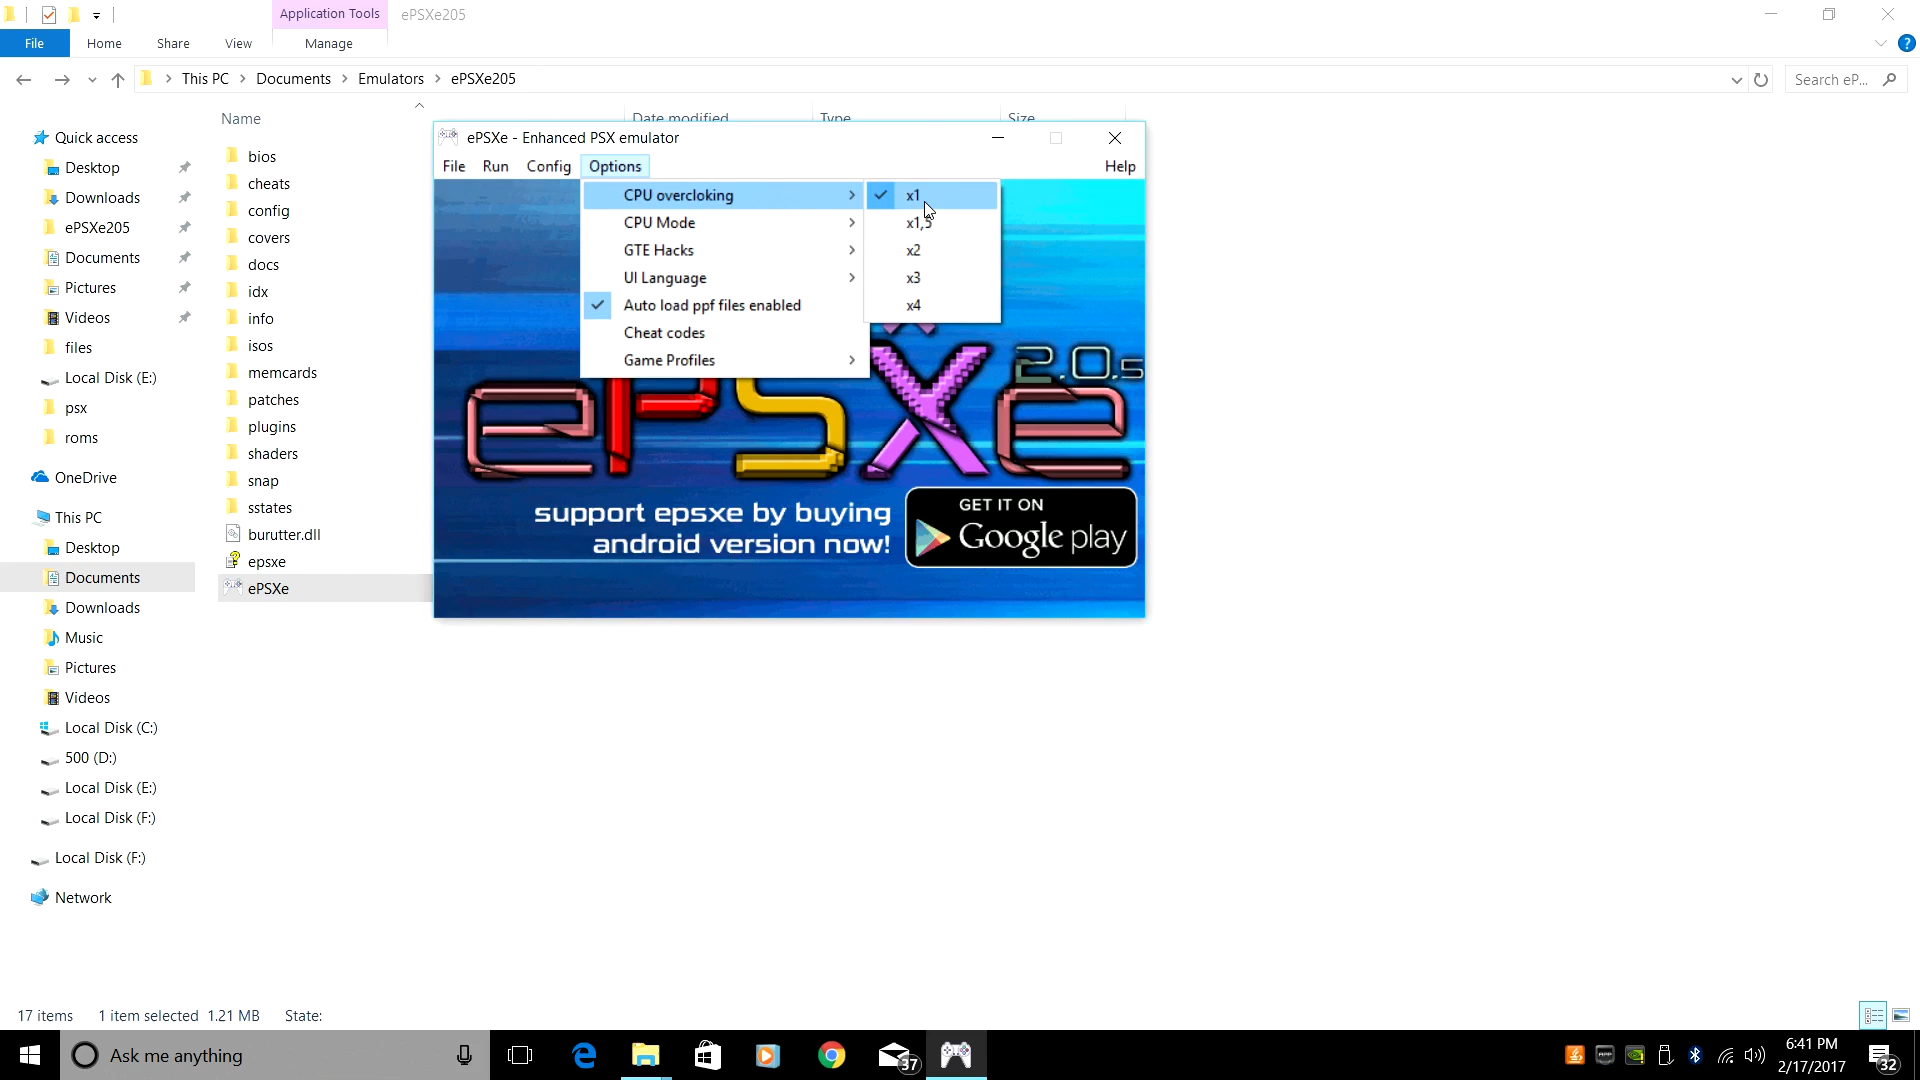 Application Tools
ePSXe205
File
Home
Share
View
Manage
This PC
Documents
Emulators
ePSXe205
Search eP...
Name
Date modified
Type
Size
Quick access
Desktop
Downloads
ePSXe205
Documents
Pictures
Videos
files
Local Disk (E:)
psx
roms
OneDrive
This PC
Desktop
Documents
Downloads
Music
Pictures
Videos
Local Disk (C:)
500 (D:)
Local Disk (E:)
Local Disk (F:)
Local Disk (F:)
Network
bios
cheats
config
covers
docs
idx
info
isos
memcards
patches
plugins
shaders
snap
sstates
burutter.dll
epsxe
ePSXe
ePSXe - Enhanced PSX emulator
File
Run
Config
Options
Help
CPU overcloking
CPU Mode
GTE Hacks
UI Language
Auto load ppf files enabled
Cheat codes
Game Profiles
x1
x1,5
x2
x3
x4
2.0.5
ePSXe
support epsxe by buying
android version now!
GET IT ON
Google play
17 items
1 item selected 1.21 MB
State:
Ask me anything
37
6:41 PM
2/17/2017
32